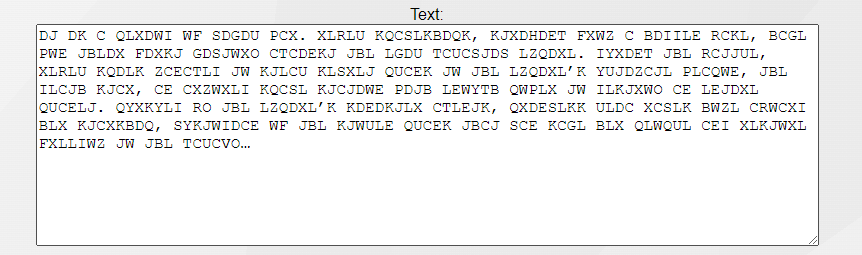 Text:
DJ DK C QLXDWI WF SDGDU PCX. XLRLU KQCSLKBDQK, KJXDHDET FXWZ C BDIILE RCKL, BCGL
PWE JBLDX FDXKJ GDSJWXO CTCDEKJ JBL LGDU TCUCSJDS LZQDXL. IYXDET JBL RCJJUL,
XLRLU KQDLK ZCECTLI JW KJLCU KLSXLJ QUCEK JW JBL LZQDXL’K YUJDZCJL PLCQWE, JBL
ILCJB KJCX, CE CXZWXLI KQCSL KJCJDWE PDJB LEWYTB QWPLX JW ILKJXWO CE LEJDXL
QUCELJ. QYXKYLI RO JBL LZQDXL’K KDEDKJLX CTLEJK, QXDESLKK ULDC XCSLK BWZL CRWCXI
BLX KJCXKBDQ, SYKJWIDCE WF JBL KJWULE QUCEK JBCJ SCE KCGL BLX QLWQUL CEI XLKJWXL
FXLLIWZ JW JBL TCUCVO…